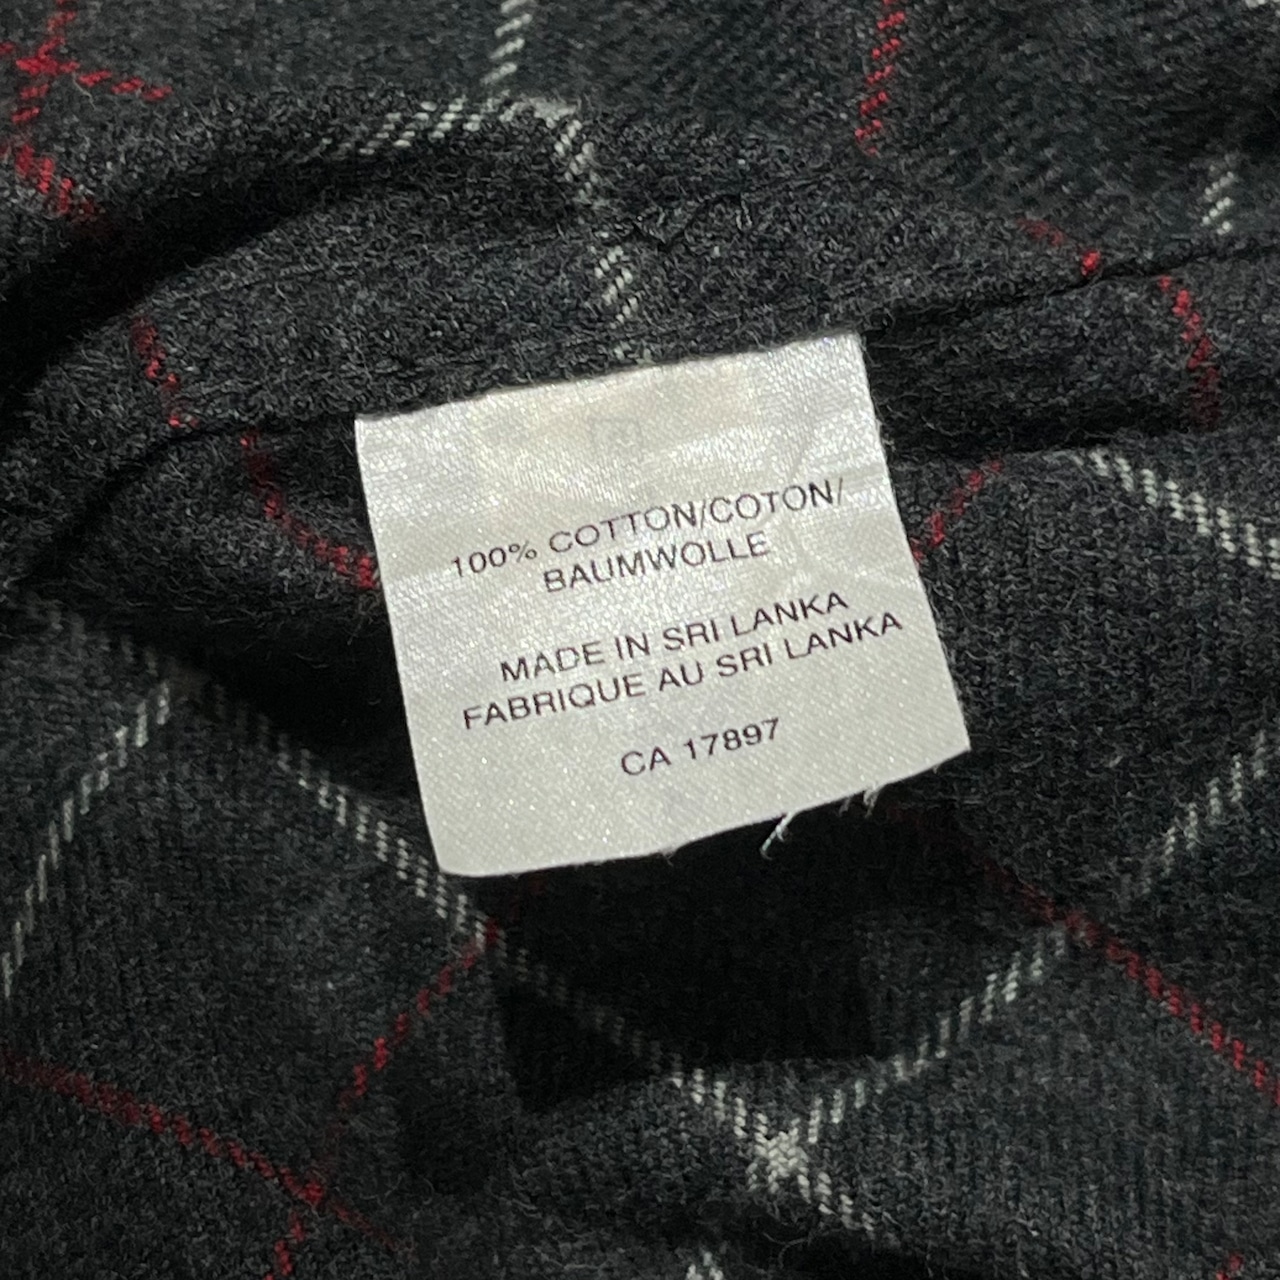 100% COTTON/COTON/
BAUMWOLLE
MADE IN SRI LANKA
FABRIQUE AU SRI LANKA
CA 17897